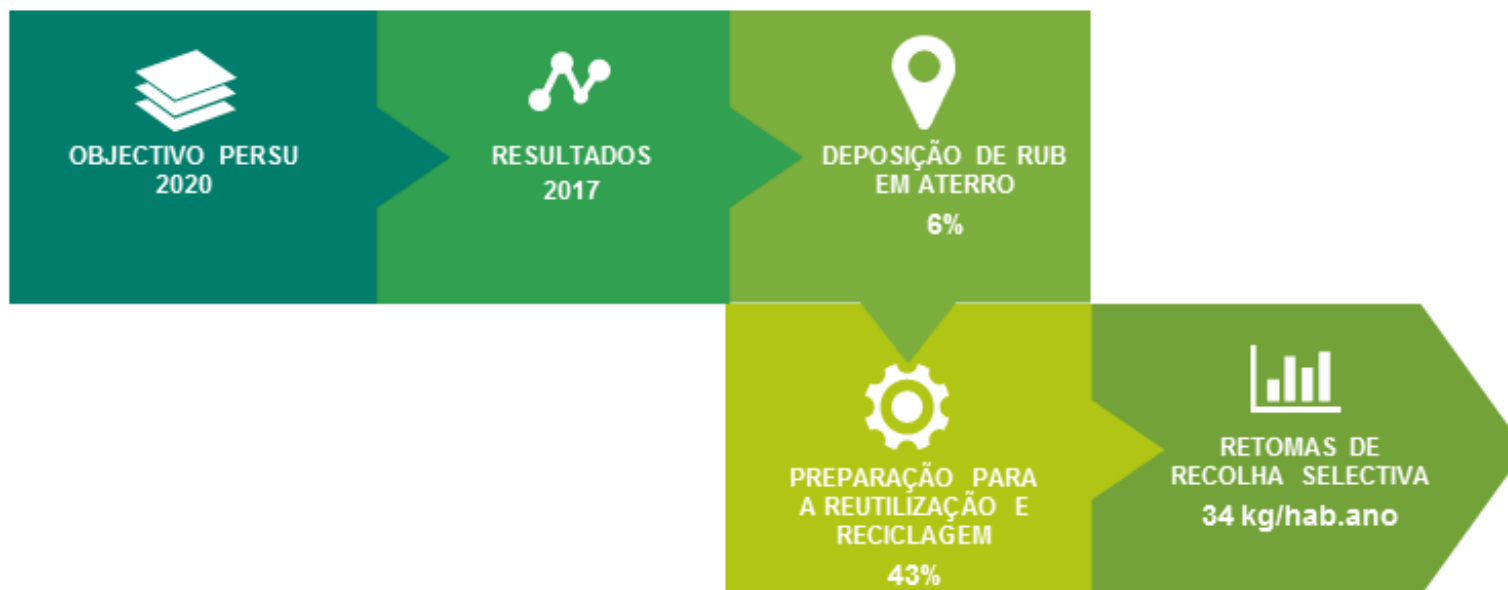 OBJECTIVO PERSU
2020
RESULTADOS
2017
DEPOSIÇÃO DE RUB
EM ATERRO
6%
PREPARAÇÃO PARA
A REUTILIZAÇÃO E
RECICLAGEM
43%
RETOMAS DE
RECOLHA SELECTIVA
34 kg/hab.ano